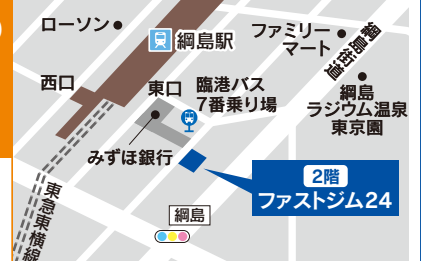 ローソン
綱島駅
ファミリー
マート
綱島街道
西口
東口
臨港バス
7番乗り場
綱島
ラジウム温泉
東京園
みずほ銀行
2階
ファストジム24
綱島
東急東横線